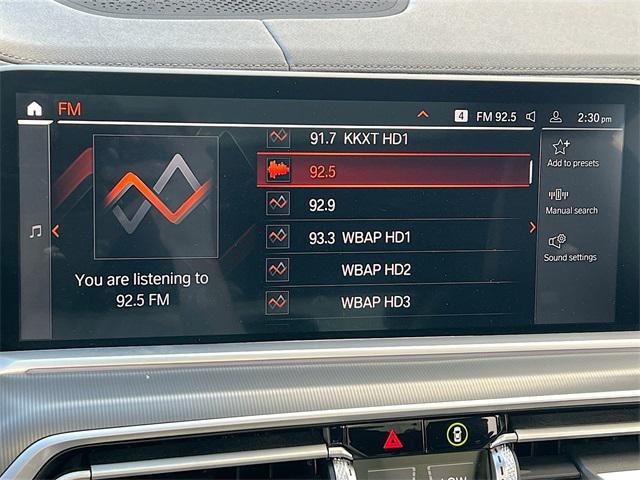 FM
4 FM 92.5 2:30 pm
91.7 KKXT HD1
92.5
92.9
93.3 WBAP HD1
WBAP HD2
WBAP HD3
You are listening to
92.5 FM
Add to presets
Manual search
Sound settings
LOW